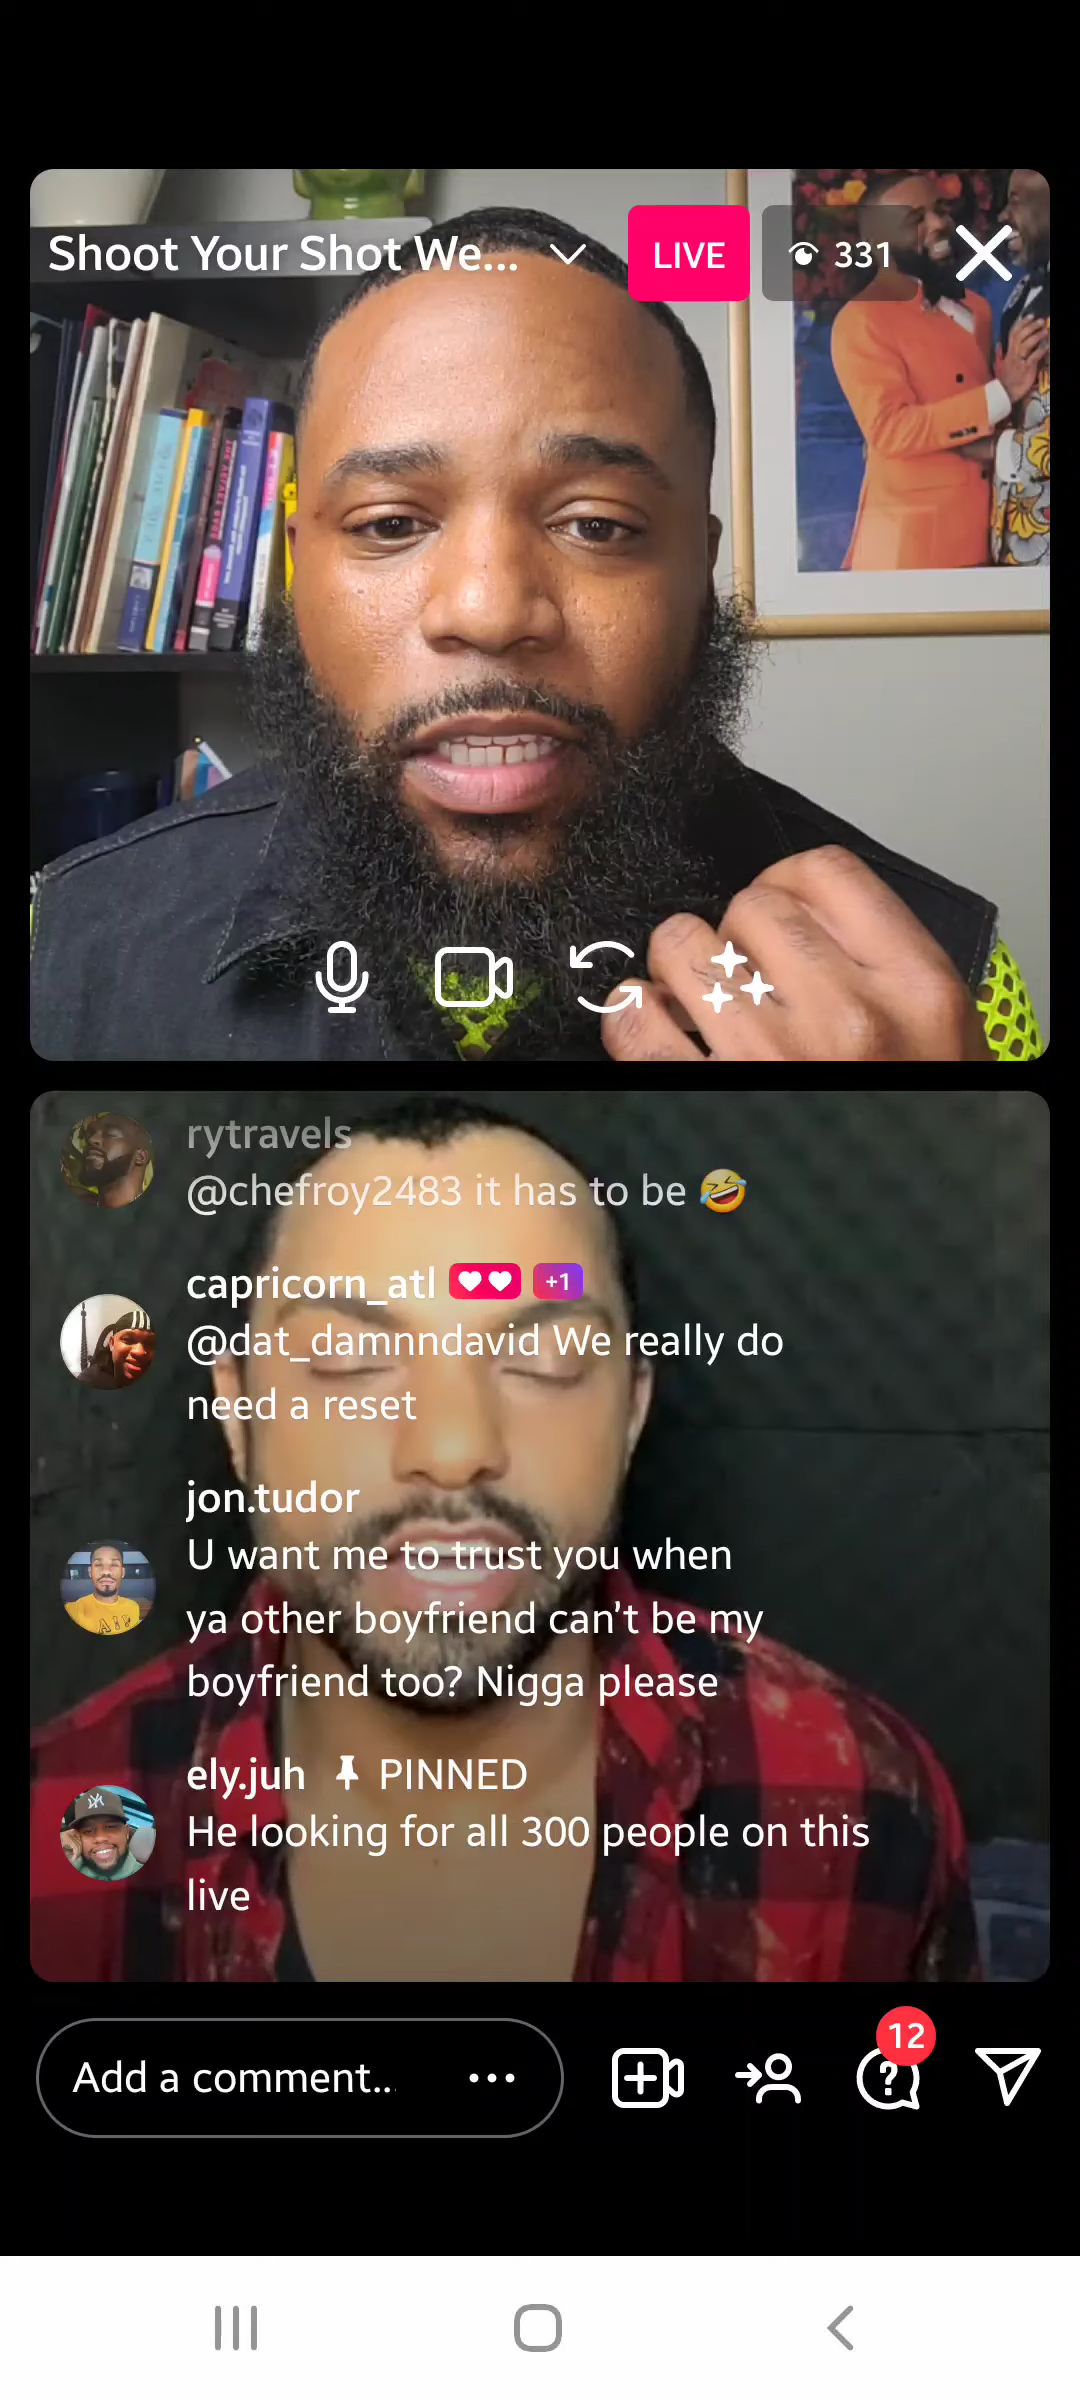 Shoot Your Shot We...
LIVE
331
rytravels
@chefroy2483 it has to be 🤣
capricorn_atl +1
@dat_damnndavid We really do
need a reset
jon.tudor
U want me to trust you when
ya other boyfriend can't be my
boyfriend too? Nigga please
ely.juh PINNED
He looking for all 300 people on this
live
12
Add a comment...